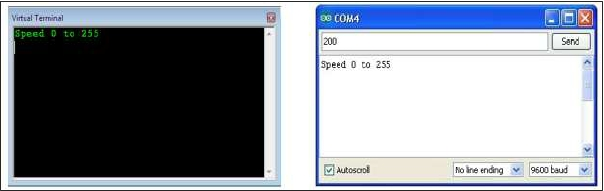 Virtual Terminal
Speed 0 to 255
COM4
200
Send
Speed 0 to 255
Autoscroll
No line ending
9600 baud